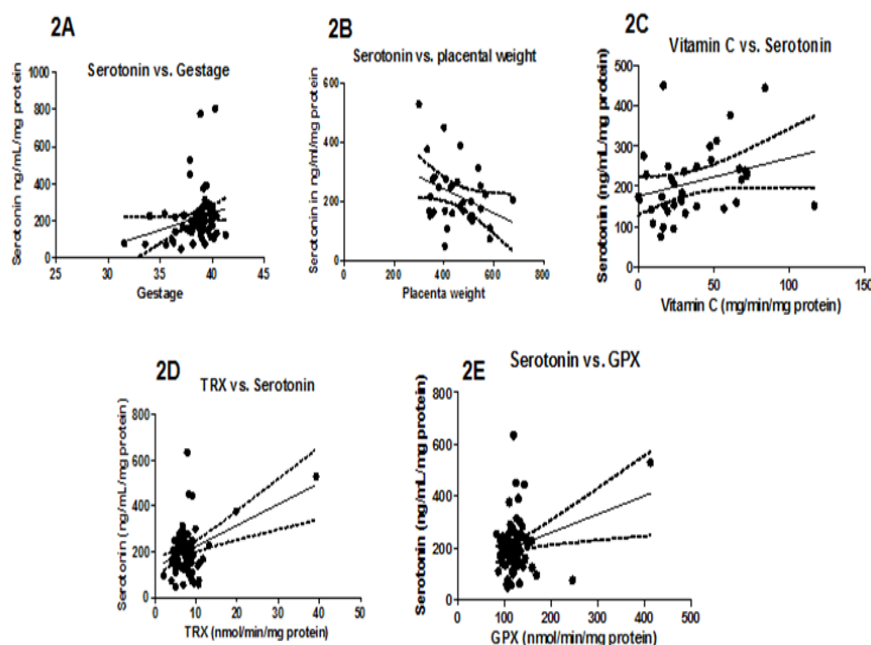 2A
Serotonin vs. Gestage
Serotonin ng/mL/mg protein
1000
800
600
400
200
0
25 30 35 40 45
Gestage
2B
Serotonin vs. placental weight
Serotonin in ng/mL/mg protein
600
400
200
0
0 200 400 600 800
Placenta weight
2C
Vitamin C vs. Serotonin
Serotonin (ng/mL/mg protein)
500
400
300
200
100
0
0 50 100 150
Vitamin C (mg/min/mg protein)
2D
TRX vs. Serotonin
Serotonin (ng/mL/mg protein)
800
600
400
200
0
0 10 20 30 40 50
TRX (nmol/min/mg protein)
2E
Serotonin vs. GPX
Serotonin (ng/mL/mg protein)
800
600
400
200
0
0 100 200 300 400 500
GPX (nmol/min/mg protein)